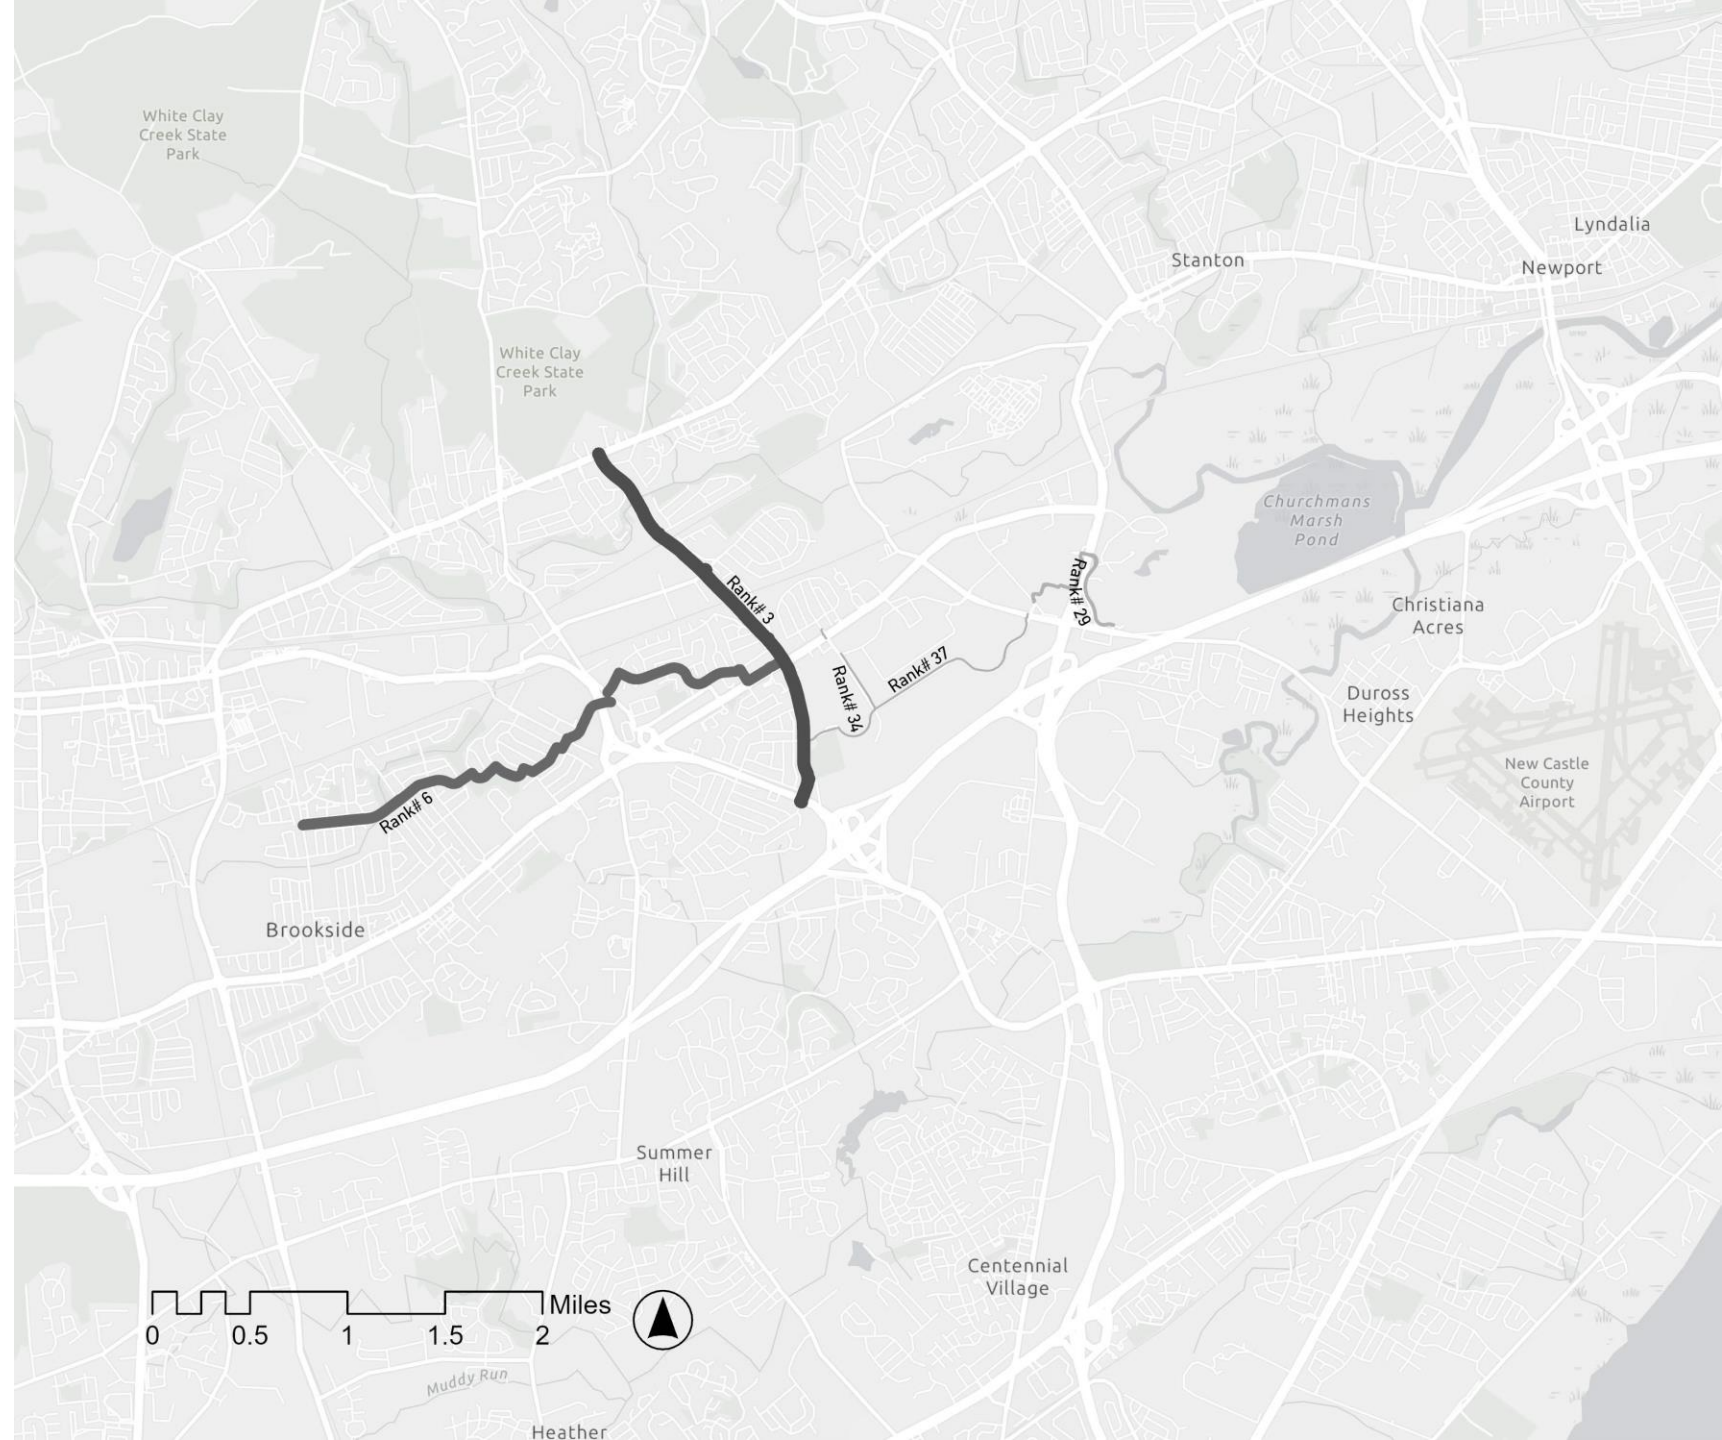 White Clay
Creek State
Park
Lyndalia
Stanton
Newport
White Clay
Creek State
Park
Churchmans
Marsh
Pond
Rank# 3
Rank# 29
Christiana
Acres
Rank# 37
Rank# 34
Duross
Heights
New Castle
County
Airport
Rank# 6
Brookside
Summer
Hill
Centennial
Village
Miles
0 0.5 1 1.5 2
Muddy Run
Heather